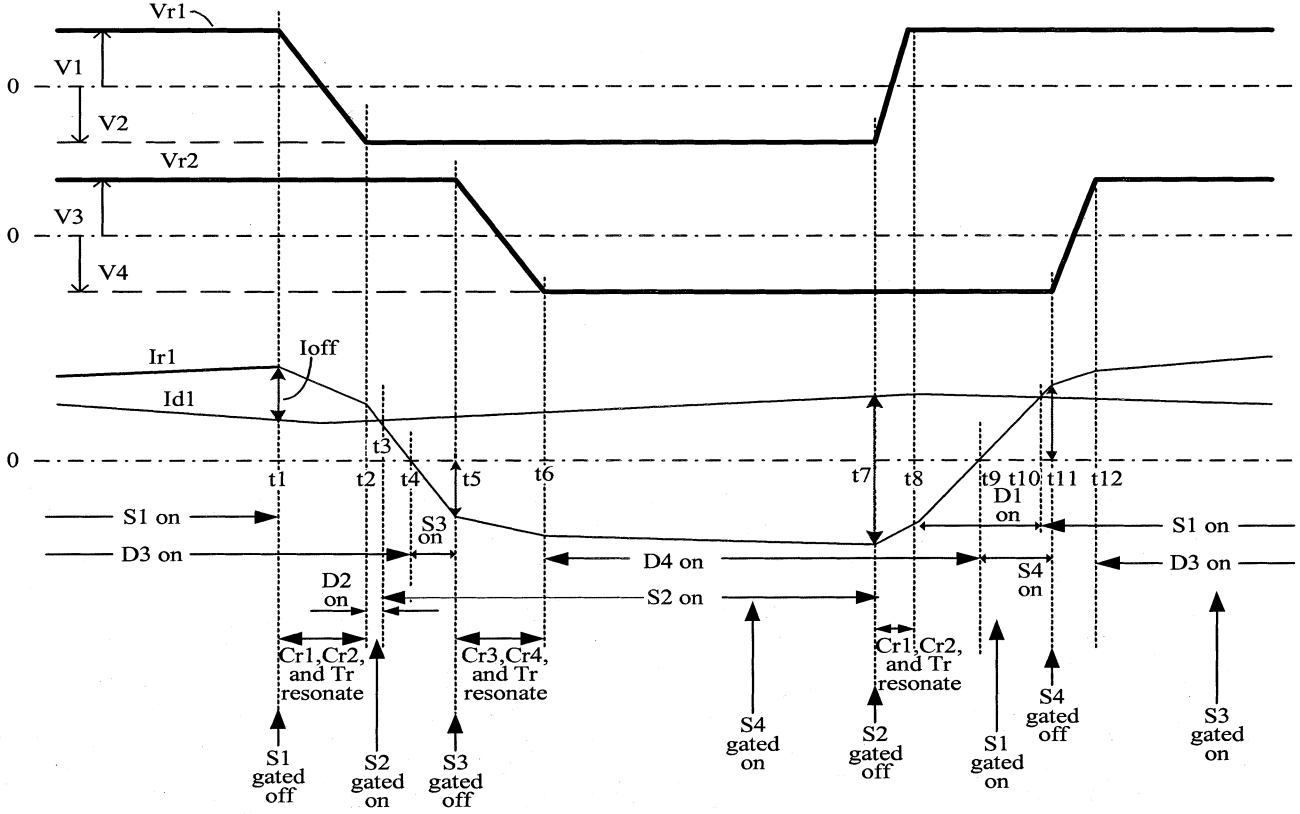 Vr1
V1
0
V2
Vr2
V3
0
V4
Ir1
Ioff
Id1
0
t1
t2
t3
t4
t5
t6
t7
t8
t9
t10
t11
t12
S1 on
S3
on
D1
on
S1 on
D3 on
D4 on
S4
on
D3 on
D2
on
S2 on
Cr1,Cr2,
and Tr
resonate
Cr3,Cr4,
and Tr
resonate
Cr1,Cr2,
and Tr
resonate
S1
gated
off
S2
gated
on
S3
gated
off
S4
gated
on
S2
gated
off
S1
gated
on
S4
gated
off
S3
gated
on